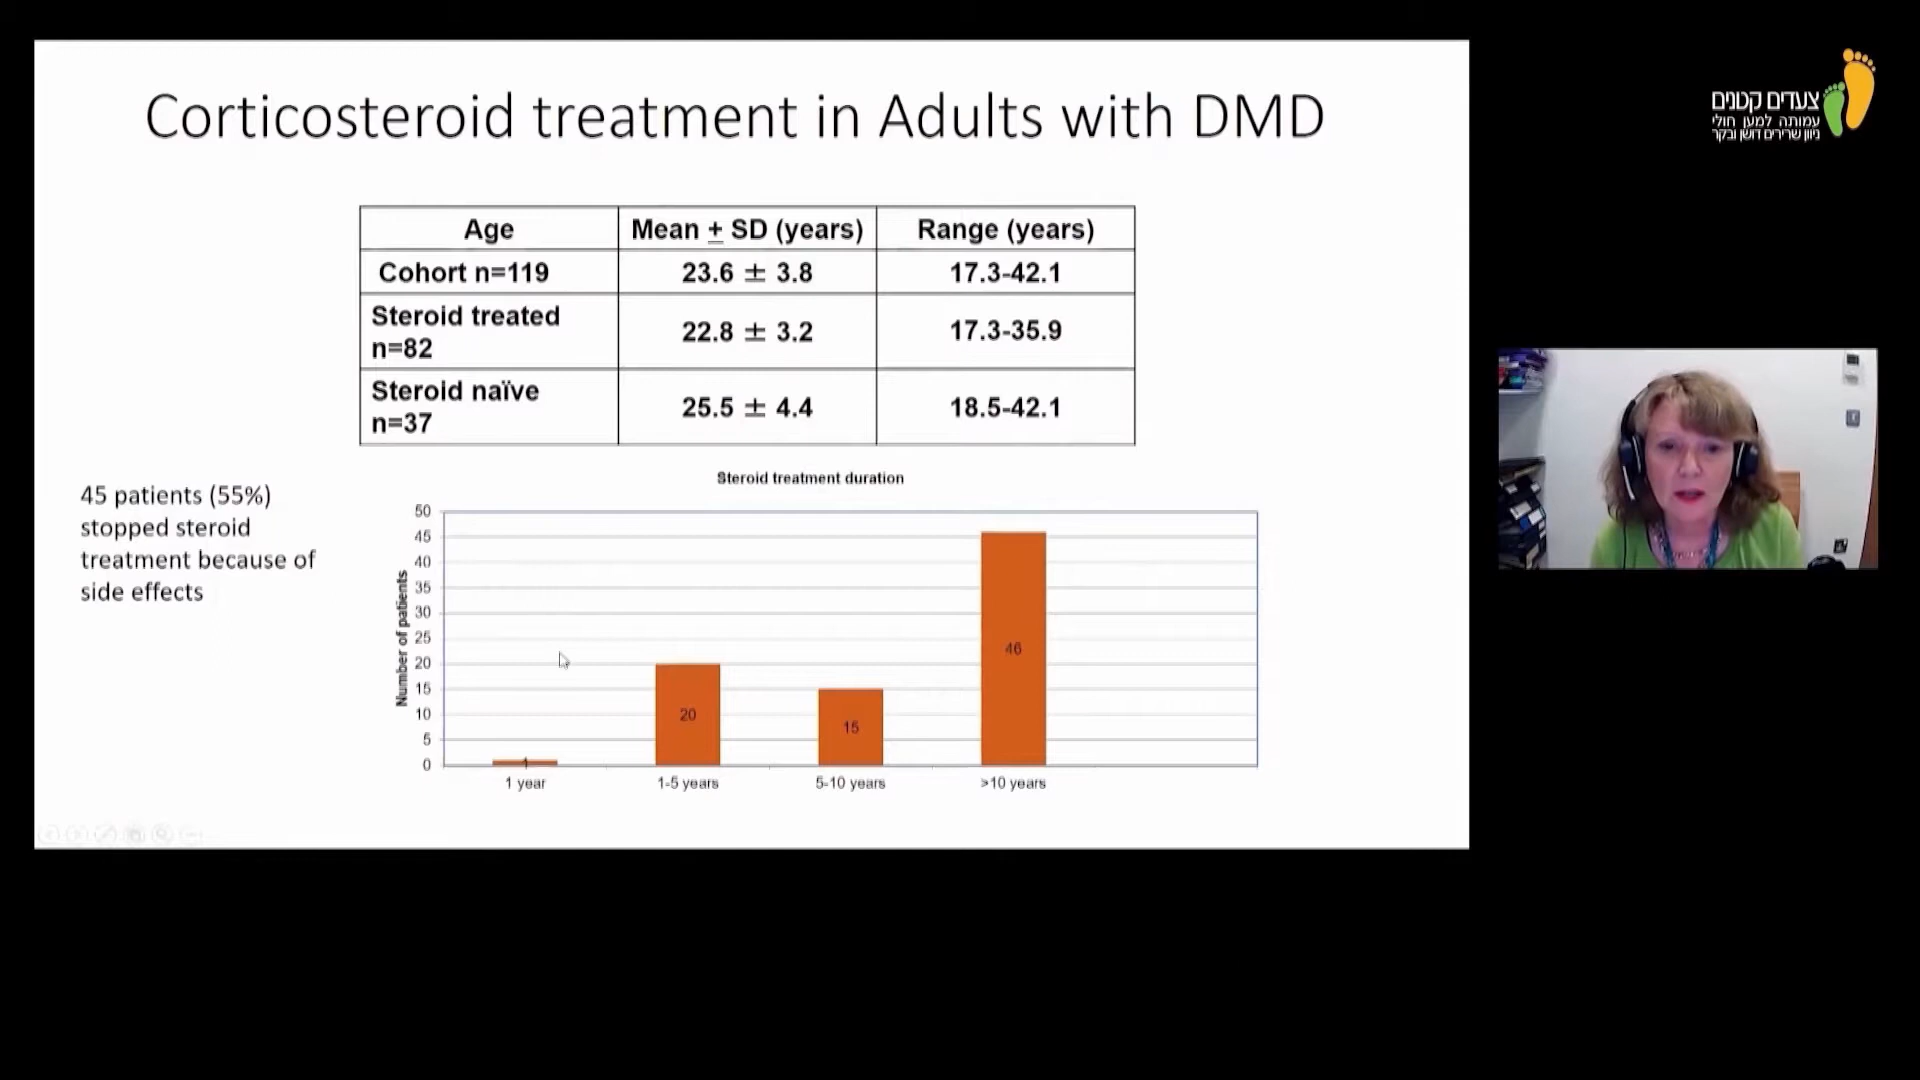 Corticosteroid treatment in Adults with DMD
צעדים קטנים
עמותה למען חולי
ניוון שרירים דושן ובקר
Age Mean ± SD (years) Range (years)
Cohort n=119 23.6 ± 3.8 17.3-42.1
Steroid treated
n=82 22.8 ± 3.2 17.3-35.9
Steroid naïve
n=37 25.5 ± 4.4 18.5-42.1
45 patients (55%)
stopped steroid
treatment because of
side effects
Steroid treatment duration
Number of patients
50
45
40
35
30
25
20
15
10
5
0
1
20
15
46
1 year 1-5 years 5-10 years >10 years